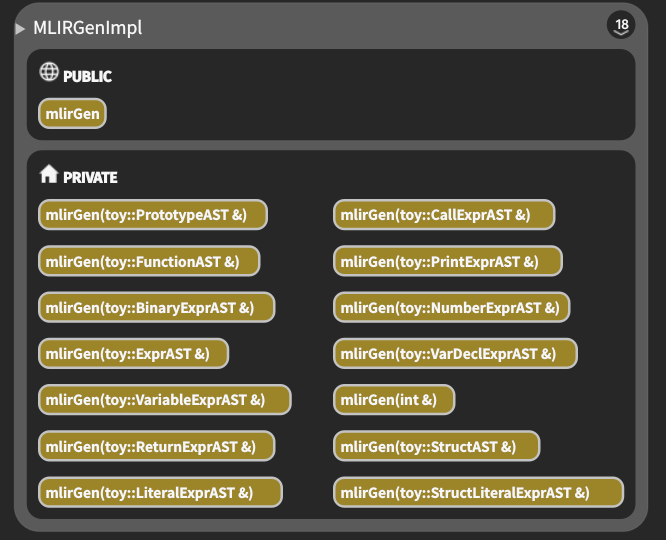 MLIRGenImpl
18
PUBLIC
mlirGen
PRIVATE
mlirGen(toy::PrototypeAST &)
mlirGen(toy::CallExprAST &)
mlirGen(toy::FunctionAST &)
mlirGen(toy::PrintExprAST &)
mlirGen(toy::BinaryExprAST &)
mlirGen(toy::NumberExprAST &)
mlirGen(toy::ExprAST &)
mlirGen(toy::VarDeclExprAST &)
mlirGen(toy::VariableExprAST &)
mlirGen(int &)
mlirGen(toy::ReturnExprAST &)
mlirGen(toy::StructAST &)
mlirGen(toy::LiteralExprAST &)
mlirGen(toy::StructLiteralExprAST &)